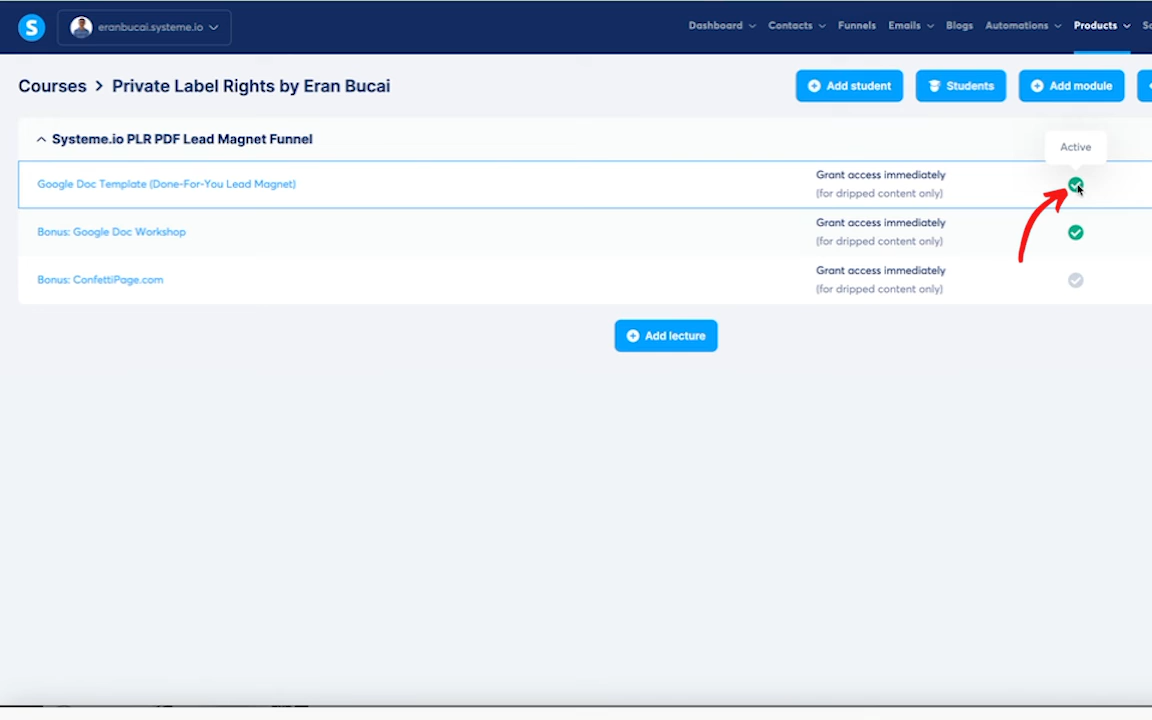 S eranbucai.systeme.io Dashboard Contacts Funnels Emails Blogs Automations Products
Courses > Private Label Rights by Eran Bucai Add student Students Add module
Systeme.io PLR PDF Lead Magnet Funnel
Active
Google Doc Template (Done-For-You Lead Magnet) Grant access immediately
(for dripped content only)
Bonus: Google Doc Workshop Grant access immediately
(for dripped content only)
Bonus: ConfettiPage.com Grant access immediately
(for dripped content only)
Add lecture